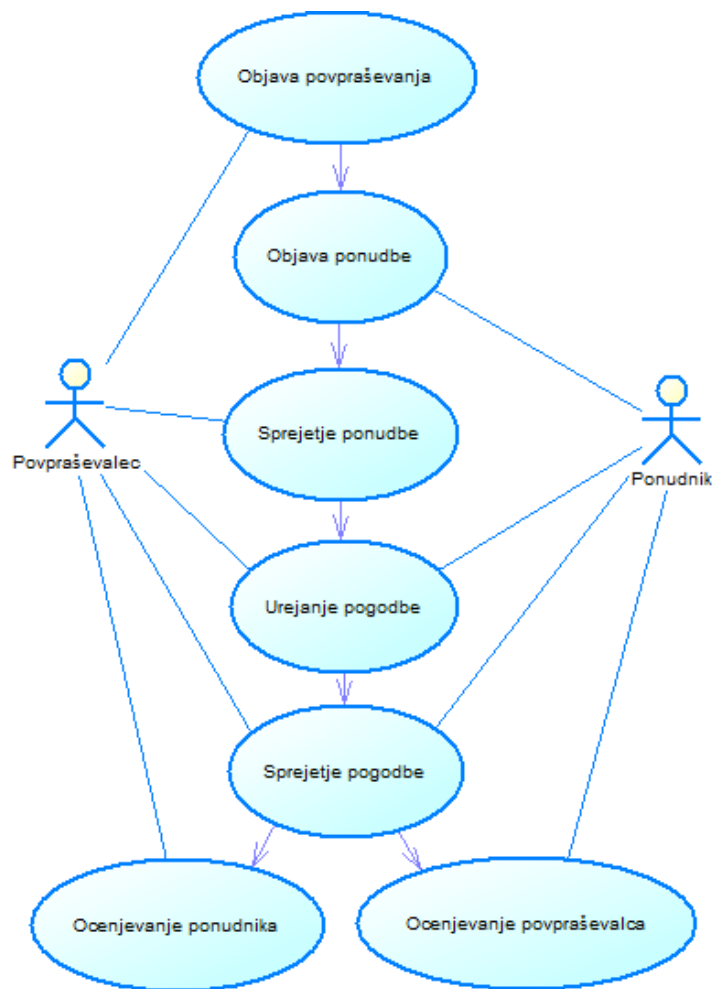 Objava povpraševanja
Objava ponudbe
Sprejetje ponudbe
Povpraševalec
Ponudnik
Urejanje pogodbe
Sprejetje pogodbe
Ocenjevanje ponudnika
Ocenjevanje povpraševalca